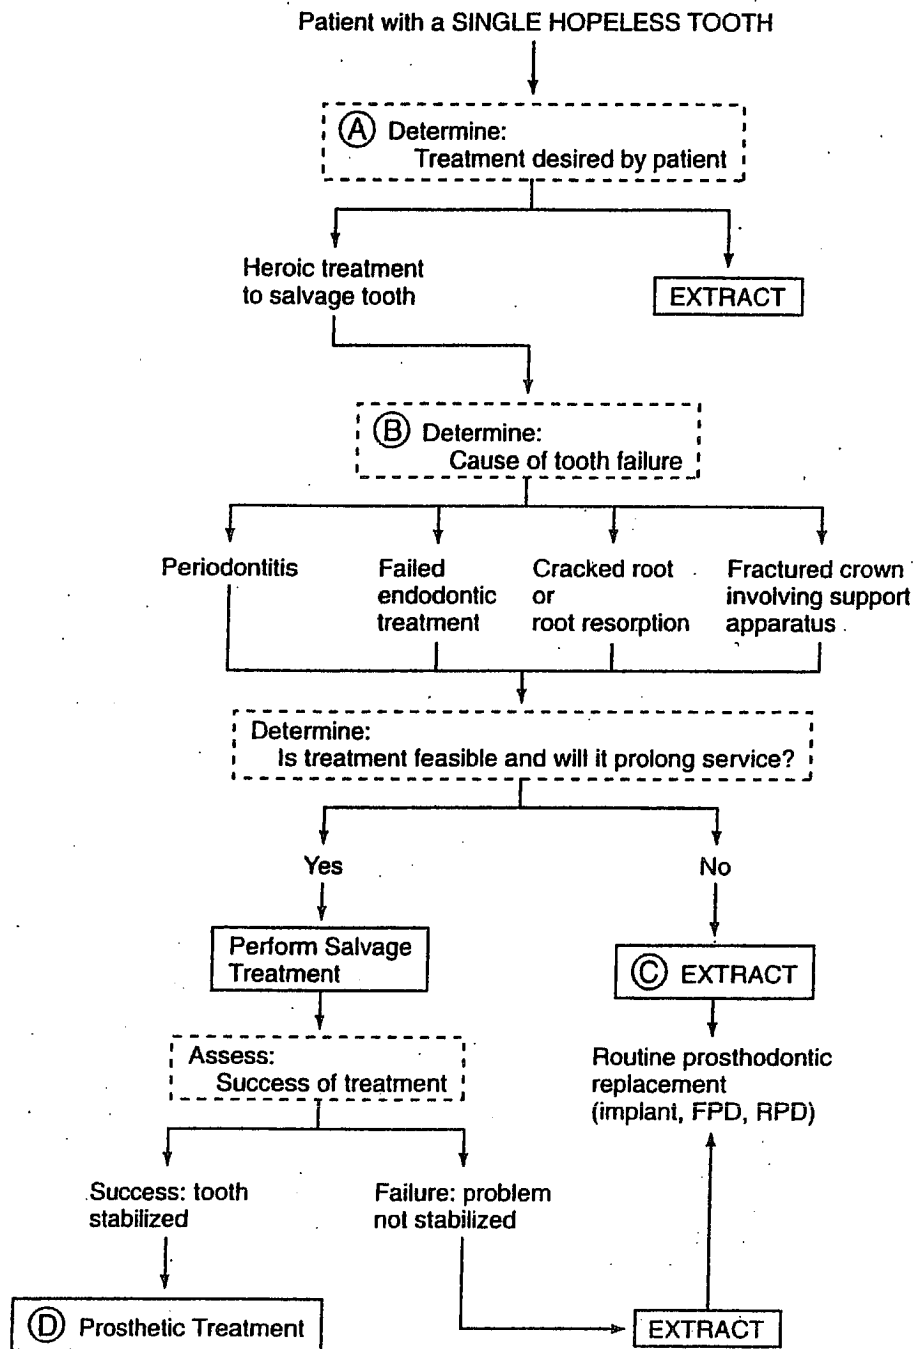 Patient with a SINGLE HOPELESS TOOTH
Ⓐ Determine:
Treatment desired by patient
Heroic treatment
to salvage tooth
EXTRACT
Ⓑ Determine:
Cause of tooth failure
Periodontitis
Failed
endodontic
treatment
Cracked root
or
root resorption
Fractured crown
involving support
apparatus
Determine:
Is treatment feasible and will it prolong service?
Yes
No
Perform Salvage
Treatment
Ⓒ EXTRACT
Assess:
Success of treatment
Routine prosthodontic
replacement
(implant, FPD, RPD)
Success: tooth
stabilized
Failure: problem
not stabilized
Ⓓ Prosthetic Treatment
EXTRACT